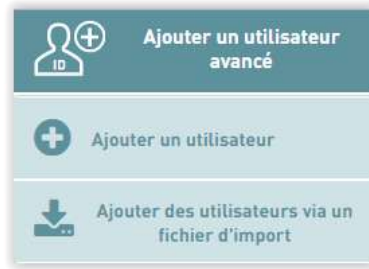 ID
Ajouter un utilisateur
avancé
Ajouter un utilisateur
Ajouter des utilisateurs via un
fichier d'import